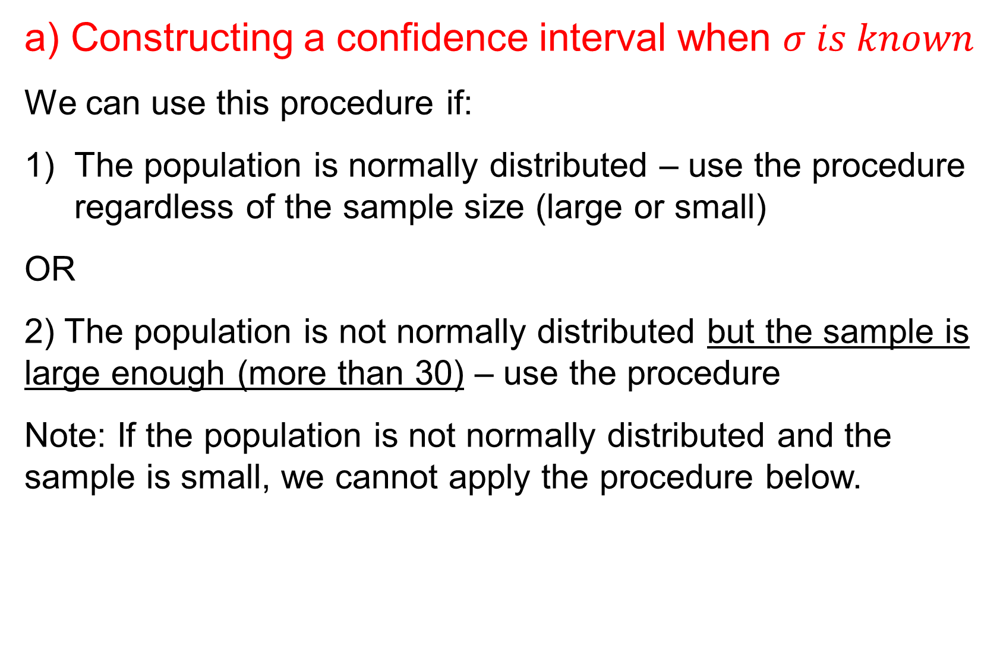 a) Constructing a confidence interval when σ is known
We can use this procedure if:
1) The population is normally distributed – use the procedure
regardless of the sample size (large or small)
OR
2) The population is not normally distributed but the sample is
large enough (more than 30) – use the procedure
Note: If the population is not normally distributed and the
sample is small, we cannot apply the procedure below.